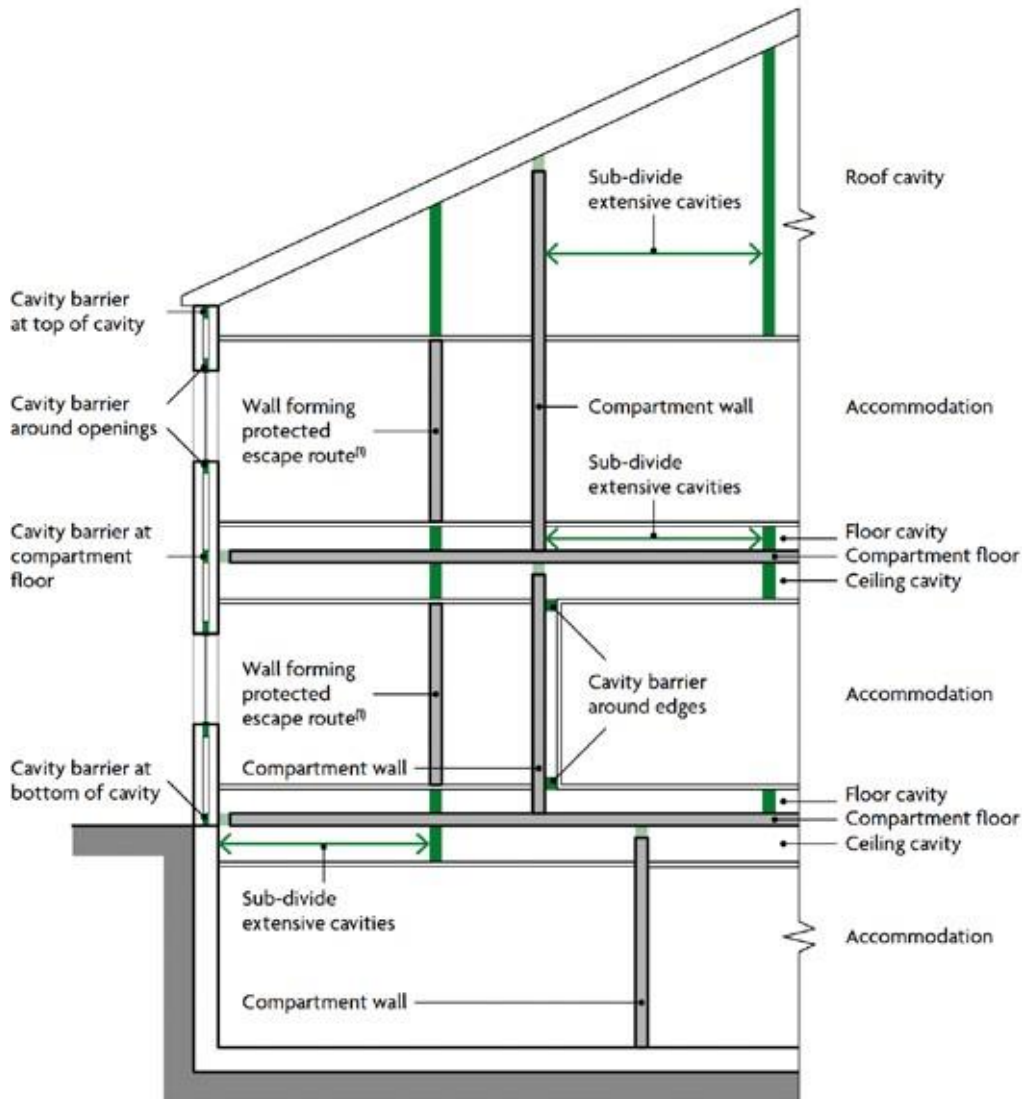 Sub-divide
extensive cavities
Roof cavity
Cavity barrier
at top of cavity
Cavity barrier
around openings
Wall forming
protected
escape route(1)
Compartment wall
Accommodation
Sub-divide
extensive cavities
Cavity barrier at
compartment
floor
Floor cavity
Compartment floor
Ceiling cavity
Wall forming
protected
escape route(1)
Cavity barrier
around edges
Accommodation
Compartment wall
Cavity barrier at
bottom of cavity
Floor cavity
Compartment floor
Ceiling cavity
Sub-divide
extensive cavities
Accommodation
Compartment wall